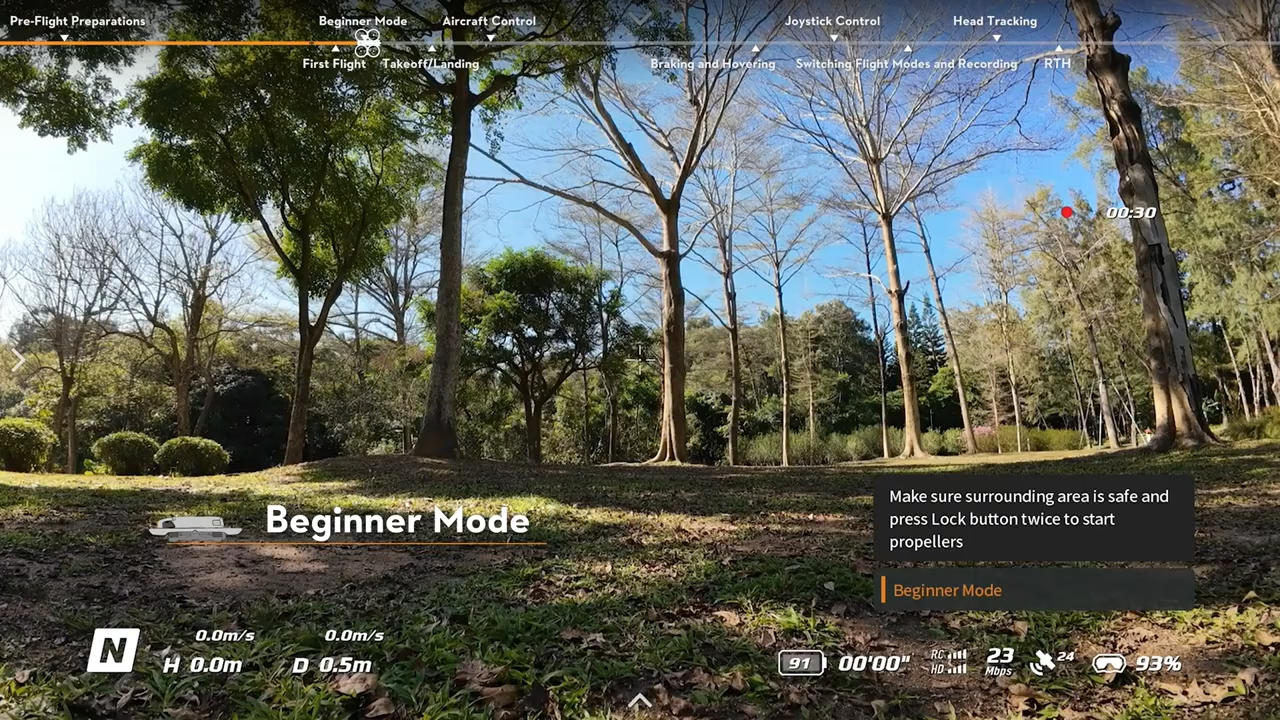 Pre-Flight Preparations
Beginner Mode
Aircraft Control
Joystick Control
Head Tracking
First Flight
Takeoff/Landing
Braking and Hovering
Switching Flight Modes and Recording
RTH
00:30
Beginner Mode
Make sure surrounding area is safe and
press Lock button twice to start
propellers
Beginner Mode
N
0.0m/s
0.0m/s
H 0.0m
D 0.5m
91
00'00"
RC
HD
23
Mbps
24
93%